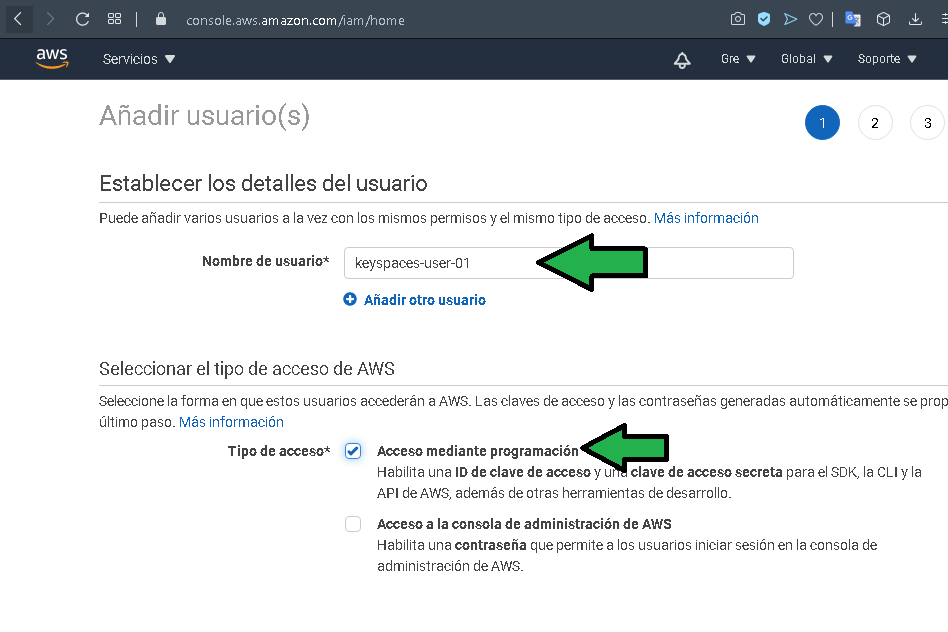 console.aws.amazon.com/iam/home
aws
Servicios
Gre
Global
Soporte
Añadir usuario(s)
1
2
3
Establecer los detalles del usuario
Puede añadir varios usuarios a la vez con los mismos permisos y el mismo tipo de acceso. Más información
Nombre de usuario*
keyspaces-user-01
Añadir otro usuario
Seleccionar el tipo de acceso de AWS
Seleccione la forma en que estos usuarios accederán a AWS. Las claves de acceso y las contraseñas generadas automáticamente se prop
último paso. Más información
Tipo de acceso*
Acceso mediante programación
Habilita una ID de clave de acceso y una clave de acceso secreta para el SDK, la CLI y la
API de AWS, además de otras herramientas de desarrollo.
Acceso a la consola de administración de AWS
Habilita una contraseña que permite a los usuarios iniciar sesión en la consola de
administración de AWS.